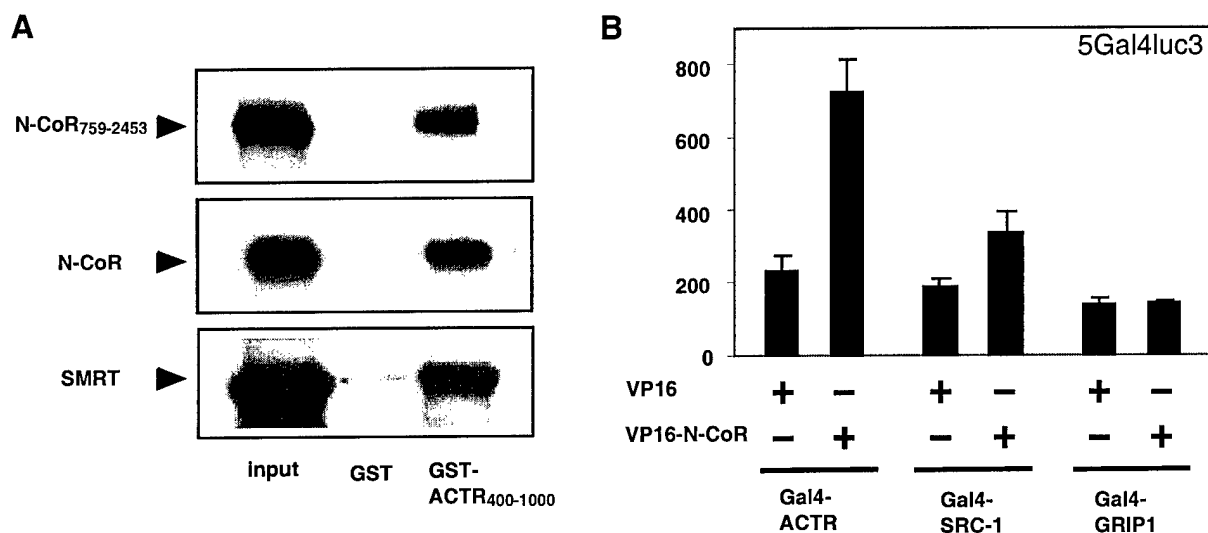 A
N-CoR759-2453
N-CoR
SMRT
input
GST
GST-
ACTR400-1000
B
5Gal4luc3
800
600
400
200
0
VP16 + − + − + −
VP16-N-CoR − + − + − +
Gal4-
ACTR
Gal4-
SRC-1
Gal4-
GRIP1